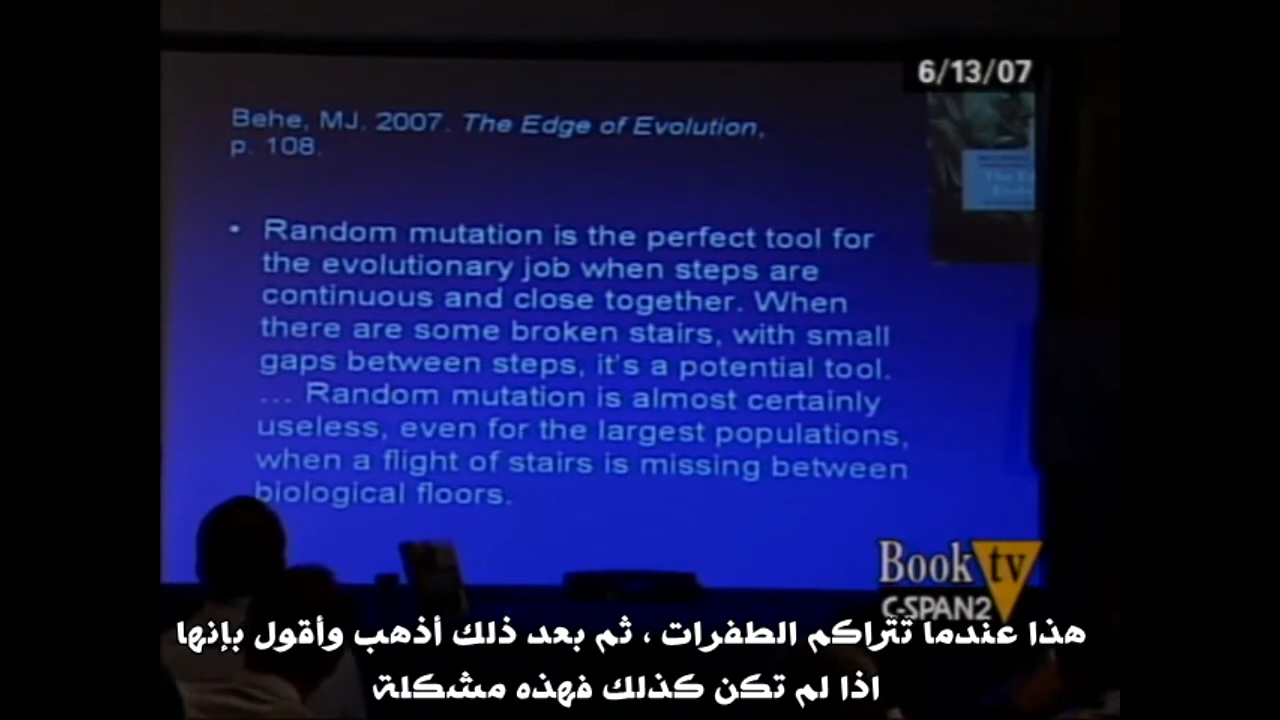 6/13/07
Behe, MJ. 2007. The Edge of Evolution,
p. 108.
• Random mutation is the perfect tool for
the evolutionary job when steps are
continuous and close together. When
there are some broken stairs, with small
gaps between steps, it's a potential tool.
... Random mutation is almost certainly
useless, even for the largest populations,
when a flight of stairs is missing between
biological floors.
Book tv
C-SPAN2
هذا عندما تتراكم الطفرات ، ثم بعد ذلك أذهب وأقول بإنها
اذا لم تكن كذلك فهذه مشكلة